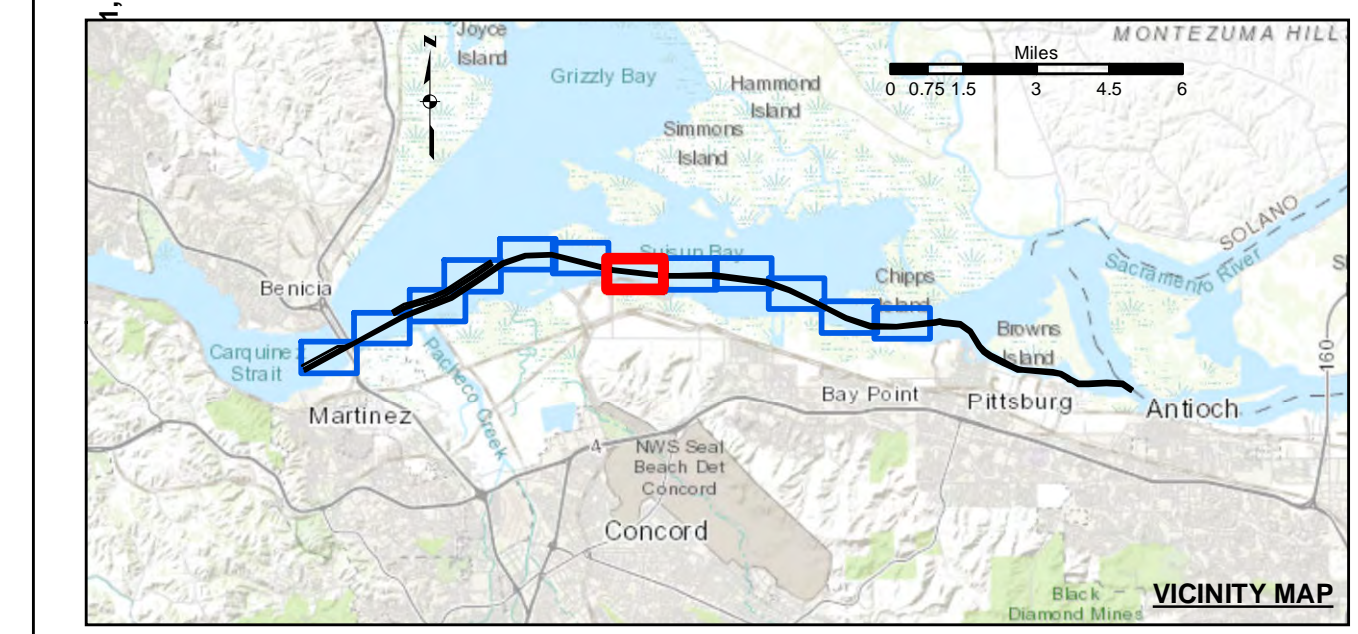 Joyce
Island
N
Grizzly Bay
Hammond
Island
Simmons
Island
MONTEZUMA HILL
Miles
0 0.75 1.5 3 4.5 6
SOLANO
Sacramento River
Suisun Bay
Chipps
Island
Benicia
Browns
Island
Carquinez
Strait
Pacheco Creek
160
Martinez
Bay Point
Pittsburg
Antioch
4
NWS Seal
Beach Det
Concord
Concord
Black
Diamond Mines
VICINITY MAP